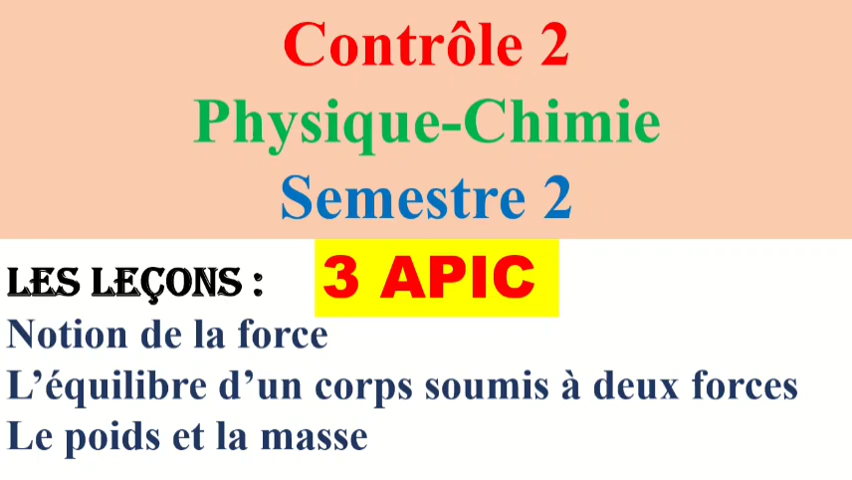 Contrôle 2
Physique-Chimie
Semestre 2
LES LEÇONS : 3 APIC
Notion de la force
L’équilibre d’un corps soumis à deux forces
Le poids et la masse